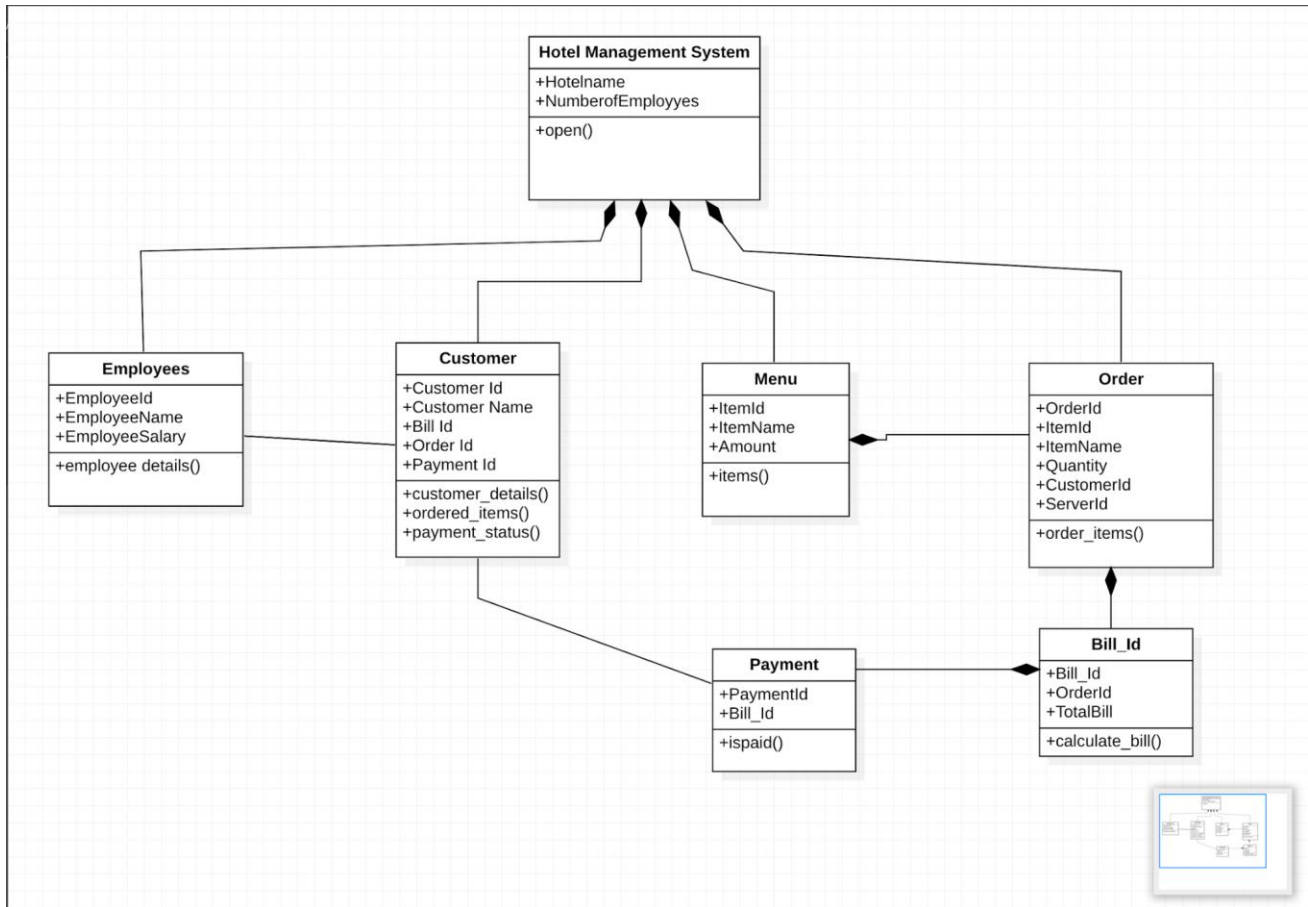 Hotel Management System
+Hotelname
+NumberofEmployyes
+open()
Employees
+EmployeeId
+EmployeeName
+EmployeeSalary
+employee details()
Customer
+Customer Id
+Customer Name
+Bill Id
+Order Id
+Payment Id
+customer_details()
+ordered_items()
+payment_status()
Menu
+ItemId
+ItemName
+Amount
+items()
Order
+OrderId
+ItemId
+ItemName
+Quantity
+CustomerId
+ServerId
+order_items()
Payment
+PaymentId
+Bill_Id
+ispaid()
Bill_Id
+Bill_Id
+OrderId
+TotalBill
+calculate_bill()